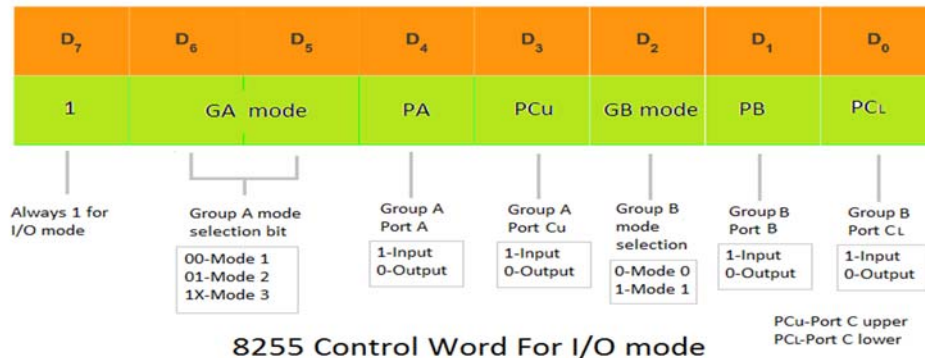 D7 D6 D5 D4 D3 D2 D1 D0
1 GA mode PA PCu GB mode PB PCL
Always 1 for
I/O mode
Group A mode
selection bit
00-Mode 1
01-Mode 2
1X-Mode 3
Group A
Port A
1-Input
0-Output
Group A
Port Cu
1-Input
0-Output
Group B
mode
selection
0-Mode 0
1-Mode 1
Group B
Port B
1-Input
0-Output
Group B
Port CL
1-Input
0-Output
PCu-Port C upper
PCL-Port C lower
8255 Control Word For I/O mode